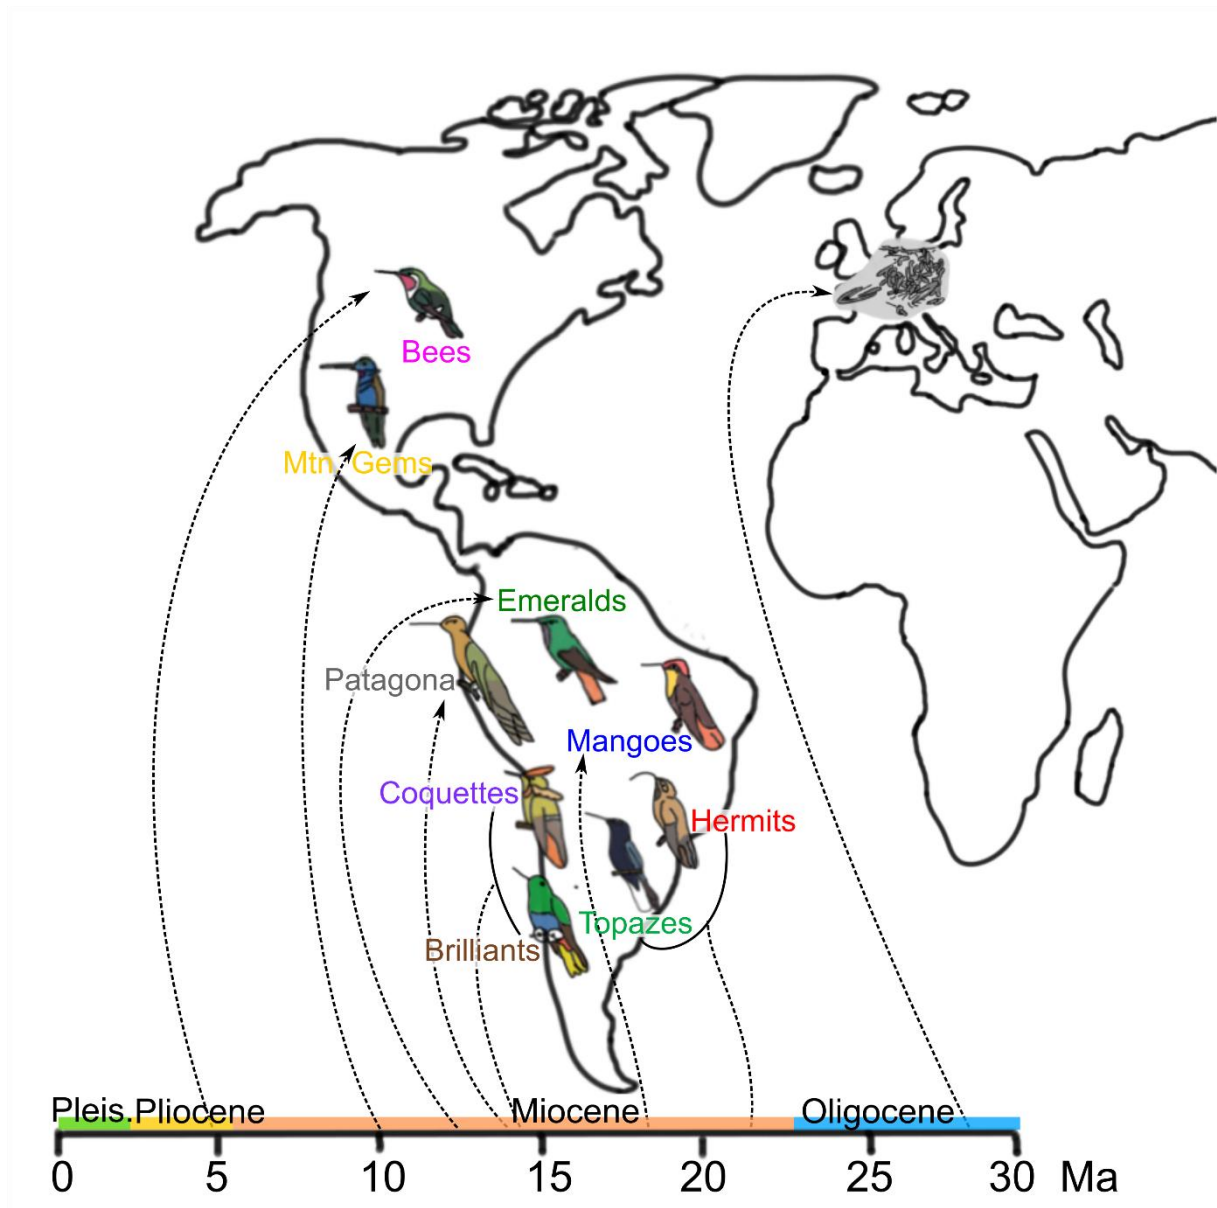 Bees
Mtn Gems
Emeralds
Patagona
Mangoes
Coquettes
Hermits
Topazes
Brilliants
Pleis. Pliocene Miocene Oligocene
0 5 10 15 20 25 30 Ma